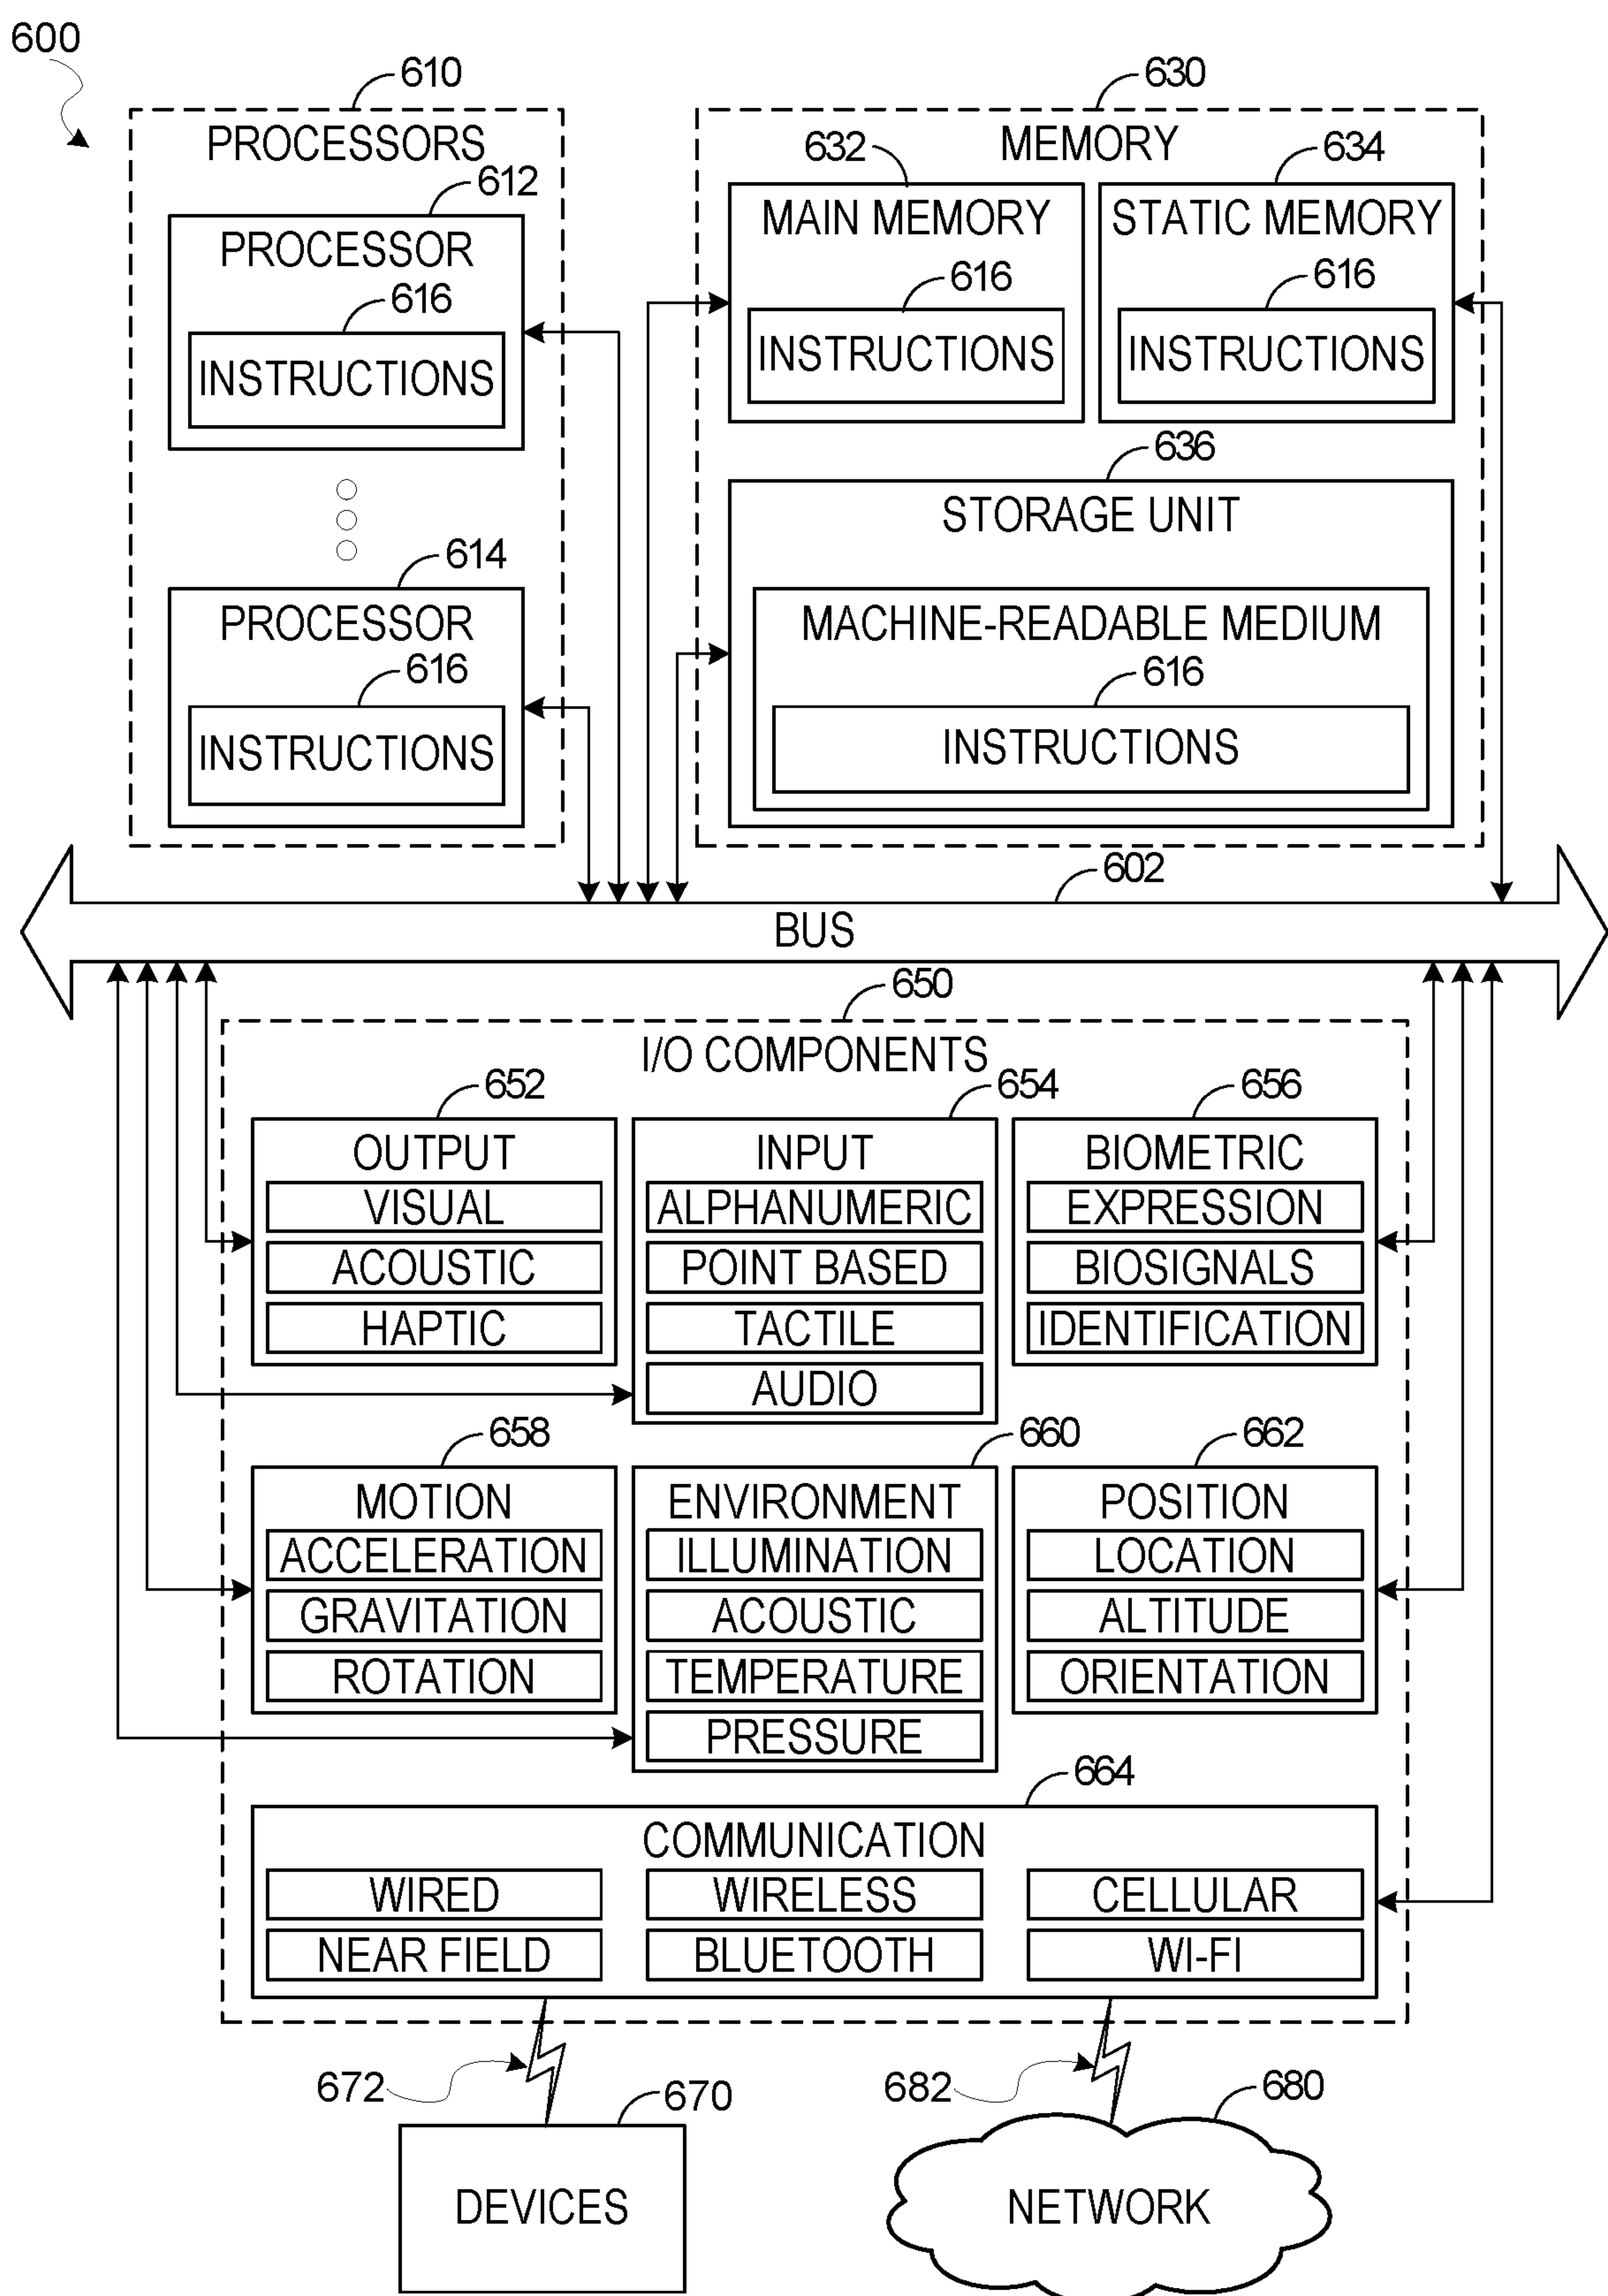 600
610
630
PROCESSORS
632
MEMORY
634
612
MAIN MEMORY
STATIC MEMORY
PROCESSOR
616
616
616
INSTRUCTIONS
INSTRUCTIONS
INSTRUCTIONS
636
STORAGE UNIT
614
PROCESSOR
MACHINE-READABLE MEDIUM
616
616
INSTRUCTIONS
INSTRUCTIONS
602
BUS
650
I/O COMPONENTS
652
654
656
OUTPUT
VISUAL
ACOUSTIC
HAPTIC
INPUT
ALPHANUMERIC
POINT BASED
TACTILE
AUDIO
BIOMETRIC
EXPRESSION
BIOSIGNALS
IDENTIFICATION
658
660
662
MOTION
ACCELERATION
GRAVITATION
ROTATION
ENVIRONMENT
ILLUMINATION
ACOUSTIC
TEMPERATURE
PRESSURE
POSITION
LOCATION
ALTITUDE
ORIENTATION
664
COMMUNICATION
WIRED
WIRELESS
CELLULAR
NEAR FIELD
BLUETOOTH
WI-FI
672
670
682
680
DEVICES
NETWORK